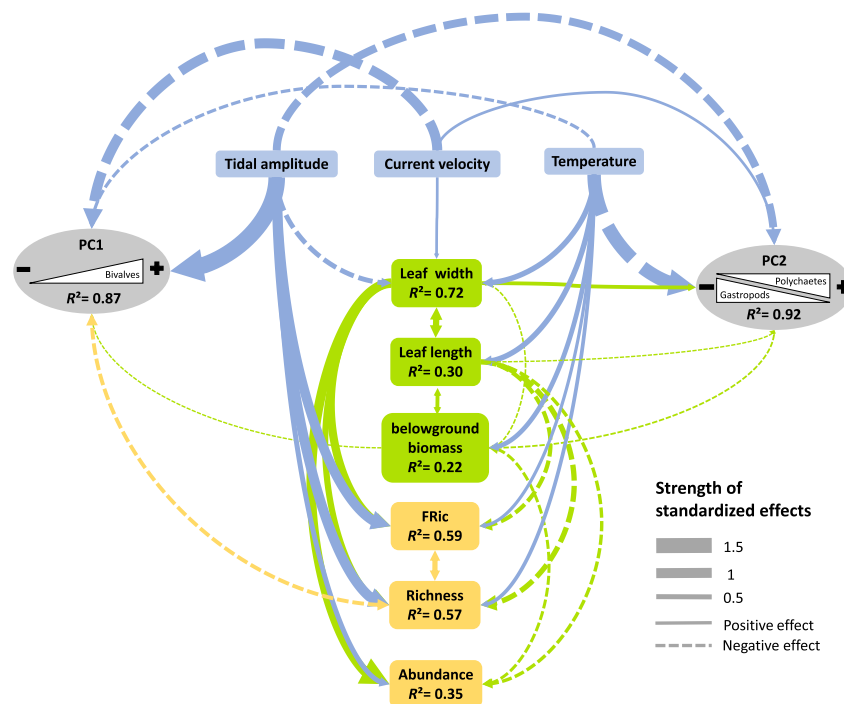 Tidal amplitude
Current velocity
Temperature
PC1
- +
Bivalves
R²= 0.87
PC2
- +
Polychaetes
Gastropods
R²= 0.92
Leaf width
R²= 0.72
Leaf length
R²= 0.30
belowground
biomass
R²= 0.22
FRic
R²= 0.59
Richness
R²= 0.57
Abundance
R²= 0.35
Strength of
standardized effects
1.5
1
0.5
Positive effect
Negative effect